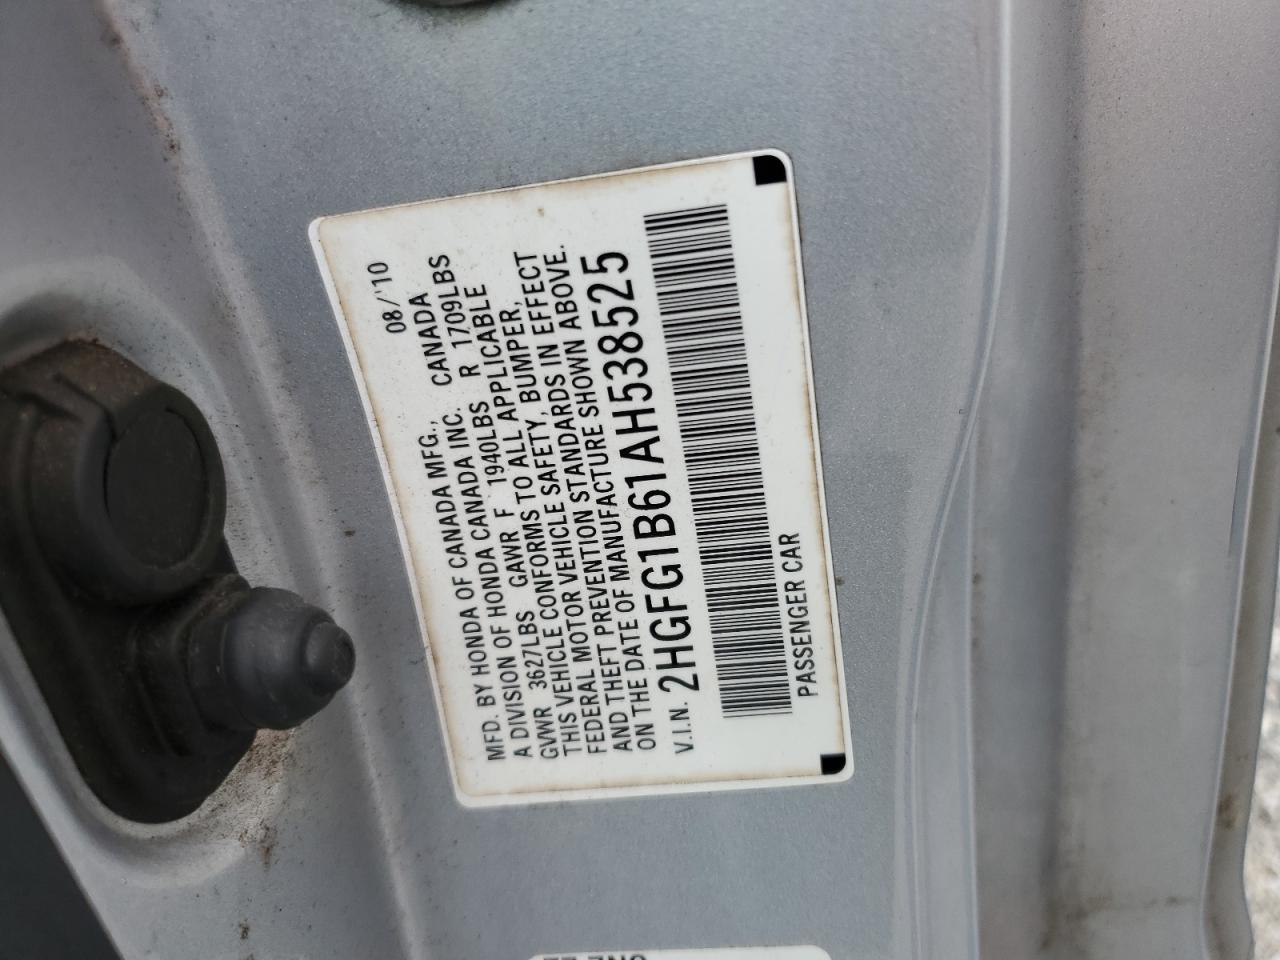 MFD. BY HONDA OF CANADA MFG., 08/'10
A DIVISION OF HONDA CANADA INC. CANADA
GVWR 3627LBS GAWR F 1940LBS R 1709LBS
THIS VEHICLE CONFORMS TO ALL APPLICABLE
FEDERAL MOTOR VEHICLE SAFETY, BUMPER,
AND THEFT PREVENTION STANDARDS IN EFFECT
ON THE DATE OF MANUFACTURE SHOWN ABOVE.
V.I.N. 2HGFG1B61AH538525
PASSENGER CAR